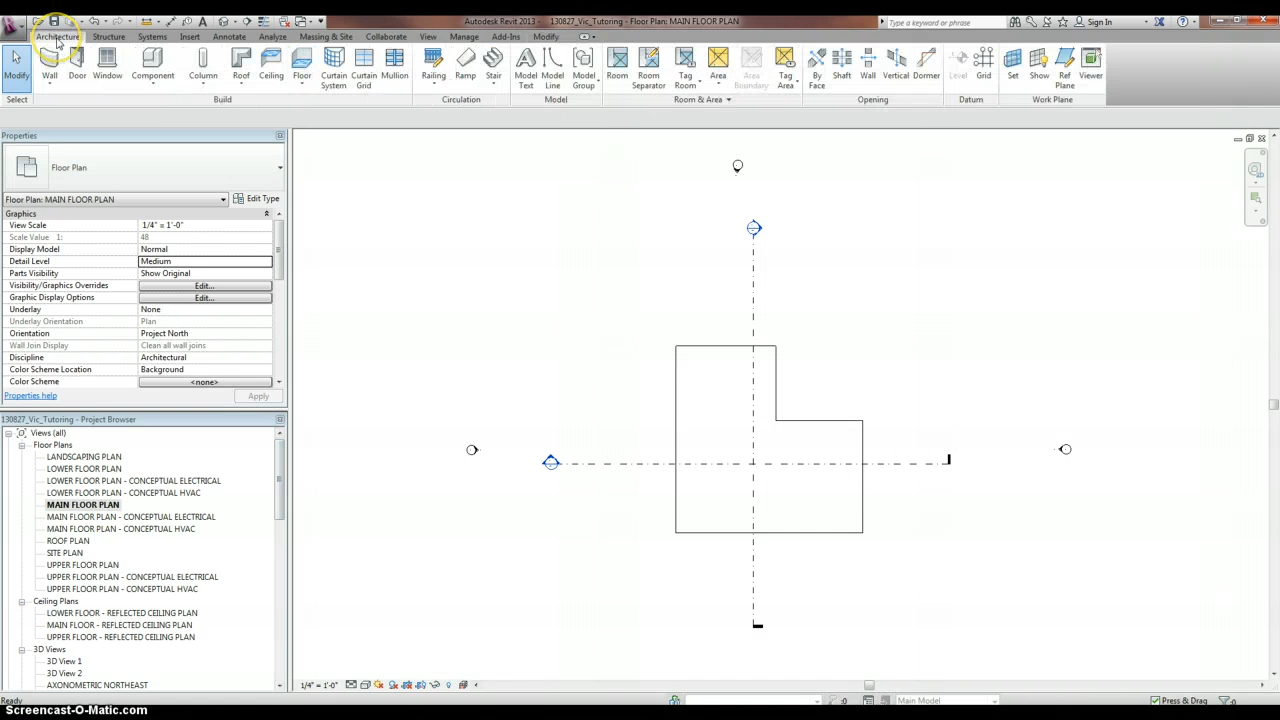 Autodesk Revit 2013 - 130827_Vic_Tutoring - Floor Plan: MAIN FLOOR PLAN
Type a keyword or phrase
Sign In
Architecture Structure Systems Insert Annotate Analyze Massing & Site Collaborate View Manage Add-Ins Modify
Modify Wall Door Window Component Column Roof Ceiling Floor Curtain System Curtain Grid Mullion Railing Ramp Stair Model Text Model Line Model Group Room Room Separator Tag Room Area Area Boundary Tag Area By Face Shaft Wall Vertical Dormer Level Grid Set Show Ref Plane Viewer
Select Build Circulation Model Room & Area Opening Datum Work Plane
Properties
Floor Plan
Floor Plan: MAIN FLOOR PLAN Edit Type
Graphics
View Scale 1/4" = 1'-0"
Scale Value 1: 48
Display Model Normal
Detail Level Medium
Parts Visibility Show Original
Visibility/Graphics Overrides Edit...
Graphic Display Options Edit...
Underlay None
Underlay Orientation Plan
Orientation Project North
Wall Join Display Clean all wall joins
Discipline Architectural
Color Scheme Location Background
Color Scheme <none>
Properties help Apply
130827_Vic_Tutoring - Project Browser
Views (all)
Floor Plans
LANDSCAPING PLAN
LOWER FLOOR PLAN
LOWER FLOOR PLAN - CONCEPTUAL ELECTRICAL
LOWER FLOOR PLAN - CONCEPTUAL HVAC
MAIN FLOOR PLAN
MAIN FLOOR PLAN - CONCEPTUAL ELECTRICAL
MAIN FLOOR PLAN - CONCEPTUAL HVAC
ROOF PLAN
SITE PLAN
UPPER FLOOR PLAN
UPPER FLOOR PLAN - CONCEPTUAL ELECTRICAL
UPPER FLOOR PLAN - CONCEPTUAL HVAC
Ceiling Plans
LOWER FLOOR - REFLECTED CEILING PLAN
MAIN FLOOR - REFLECTED CEILING PLAN
UPPER FLOOR - REFLECTED CEILING PLAN
3D Views
3D View 1
3D View 2
AXONOMETRIC NORTHEAST
1/4" = 1'-0"
Ready :0 Main Model Press & Drag :0
Screencast-O-Matic.com